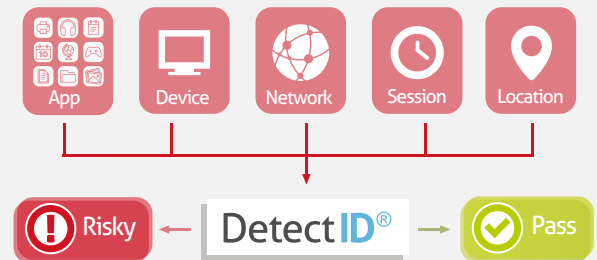 App
Device
Network
Session
Location
Risky
DetectID®
Pass